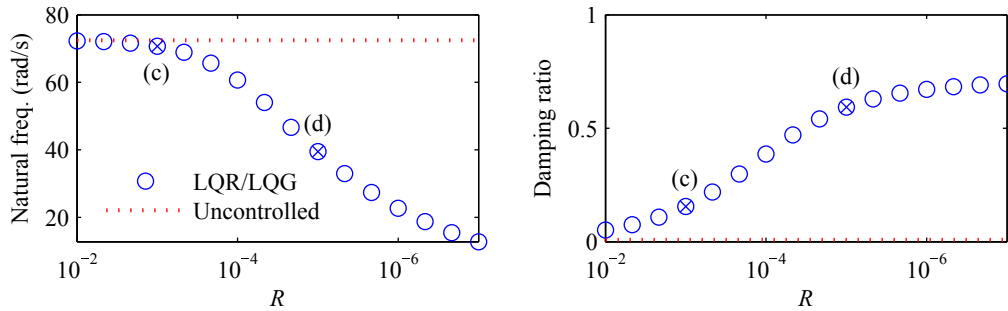 Natural freq. (rad/s)
80
60
40
20
(c)
(d)
LQR/LQG
Uncontrolled
10⁻²
10⁻⁴
10⁻⁶
R
Damping ratio
1
0.5
0
(c)
(d)
10⁻²
10⁻⁴
10⁻⁶
R